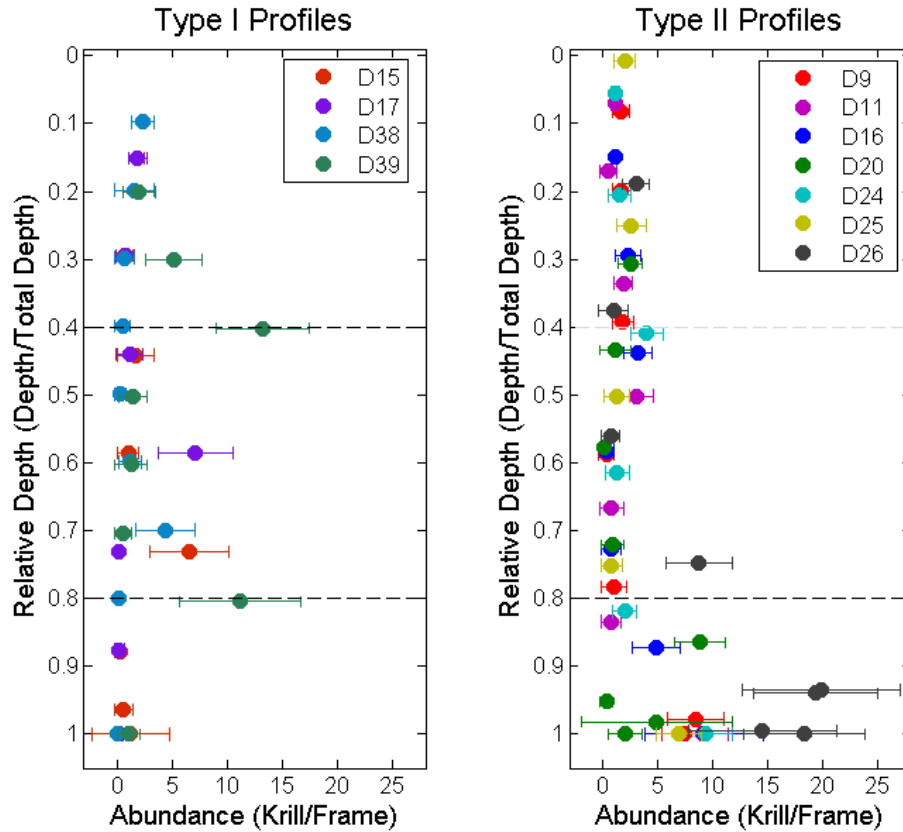 Type I Profiles
0
0.1
0.2
0.3
0.4
0.5
0.6
0.7
0.8
0.9
1
Relative Depth (Depth/Total Depth)
D15
D17
D38
D39
0
5
10
15
20
25
Abundance (Krill/Frame)
Type II Profiles
0
0.1
0.2
0.3
0.4
0.5
0.6
0.7
0.8
0.9
1
Relative Depth (Depth/Total Depth)
D9
D11
D16
D20
D24
D25
D26
0
5
10
15
20
25
Abundance (Krill/Frame)